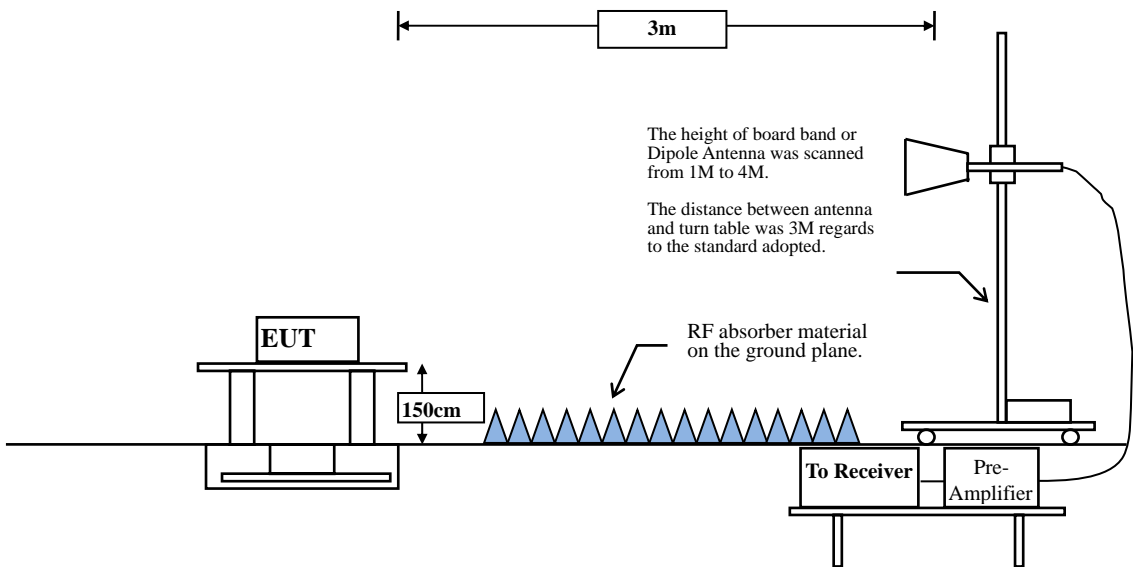 3m
The height of board band or
Dipole Antenna was scanned
from 1M to 4M.
The distance between antenna
and turn table was 3M regards
to the standard adopted.
EUT
RF absorber material
on the ground plane.
150cm
To Receiver
Pre-
Amplifier